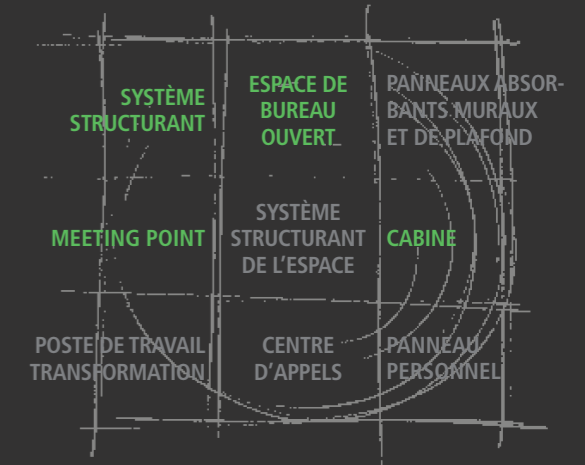 SYSTÈME
STRUCTURANT
ESPACE DE
BUREAU
OUVERT
PANNEAUX ABSOR-
BANTS MURAUX
ET DE PLAFOND
MEETING POINT
SYSTÈME
STRUCTURANT
DE L’ESPACE
CABINE
POSTE DE TRAVAIL
TRANSFORMATION
CENTRE
D’APPELS
PANNEAU
PERSONNEL